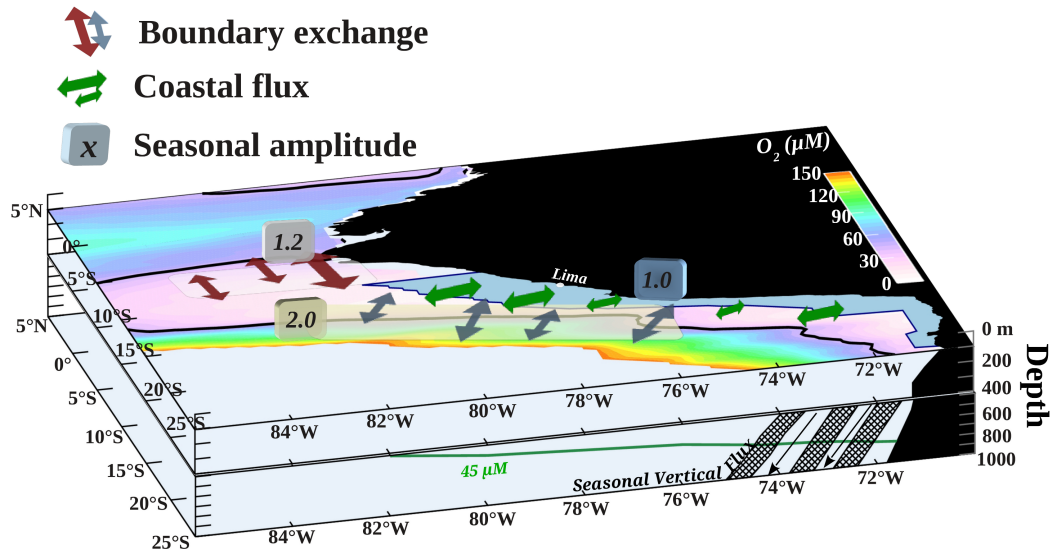 Boundary exchange
Coastal flux
x Seasonal amplitude
O2 (μM)
150
120
90
60
30
0
5°N
0°
5°S
10°S
15°S
20°S
25°S
1.2
Lima
1.0
2.0
84°W
82°W
80°W
78°W
76°W
74°W
72°W
0 m
200
400
600
800
1000
Depth
5°N
0°
5°S
10°S
15°S
20°S
25°S
45 μM
Seasonal Vertical Flux
84°W
82°W
80°W
78°W
76°W
74°W
72°W